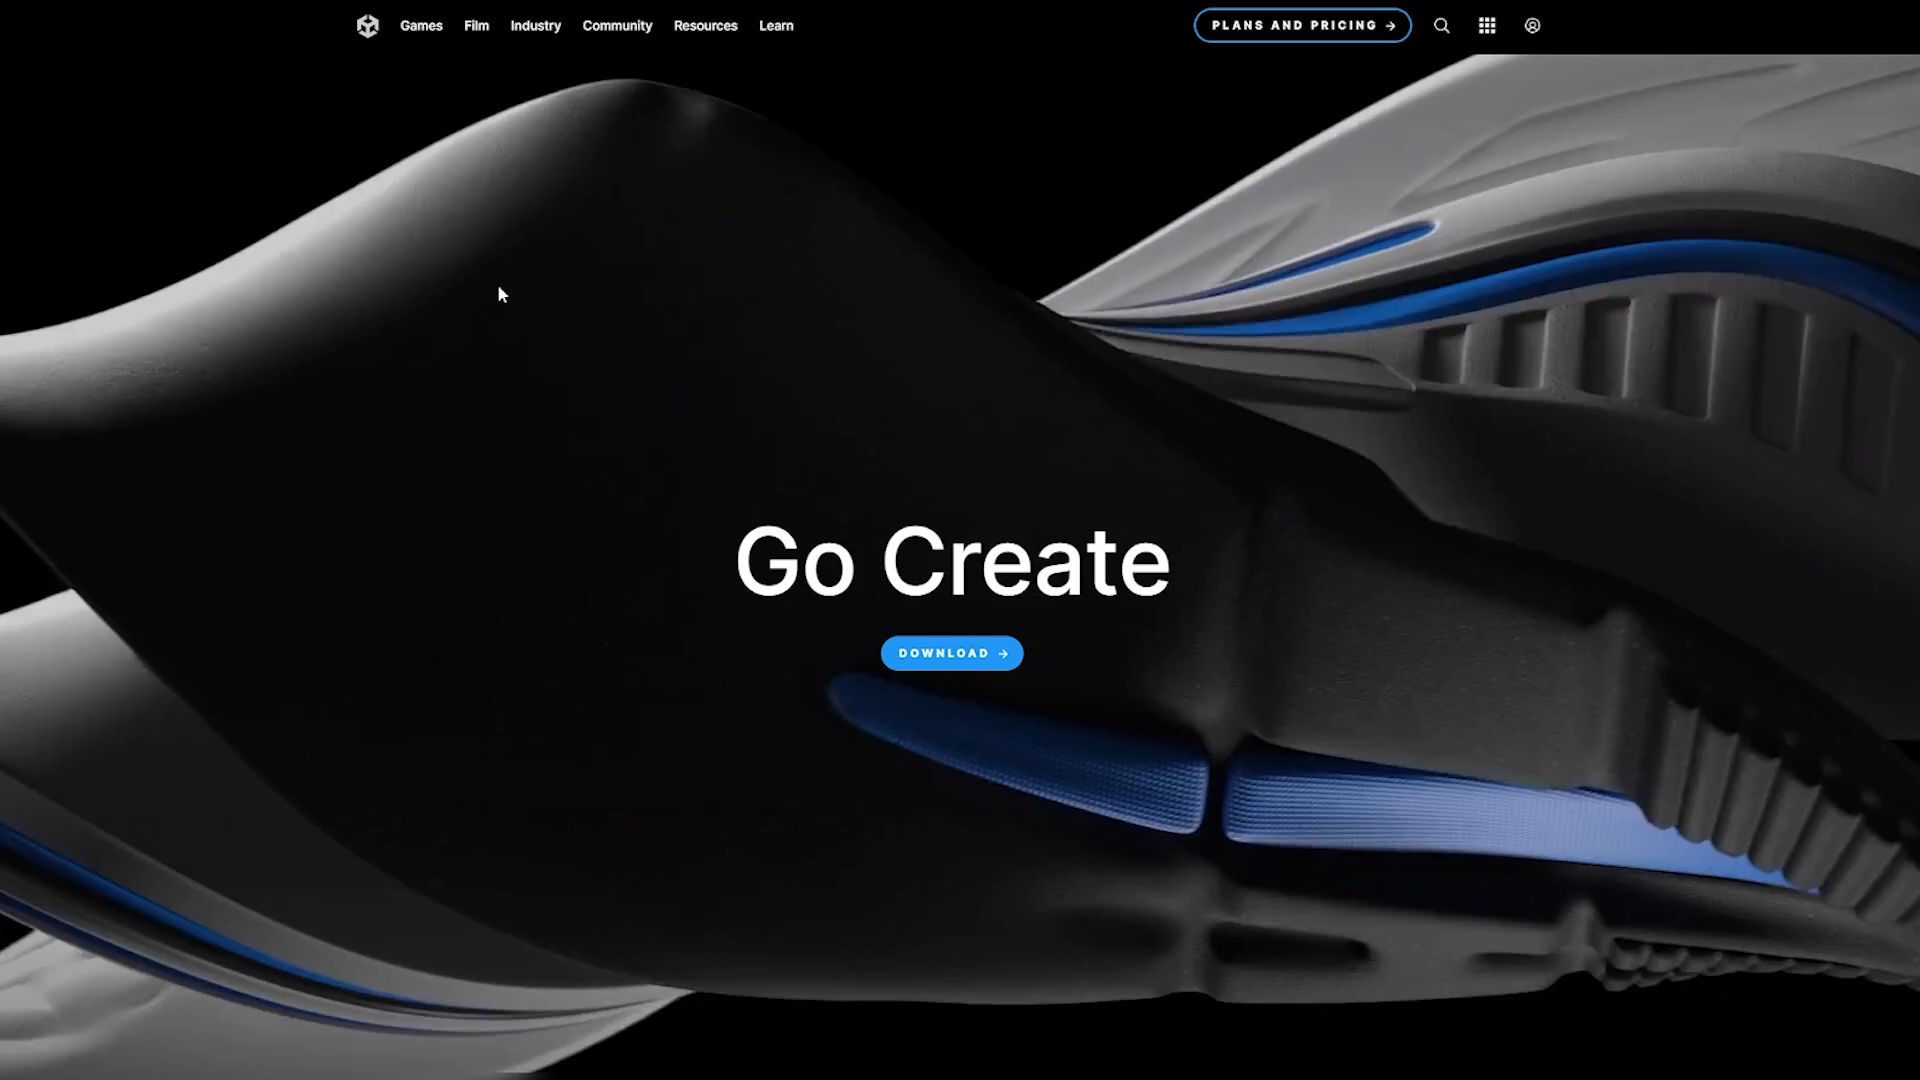 Games Film Industry Community Resources Learn PLANS AND PRICING →
Go Create
DOWNLOAD →